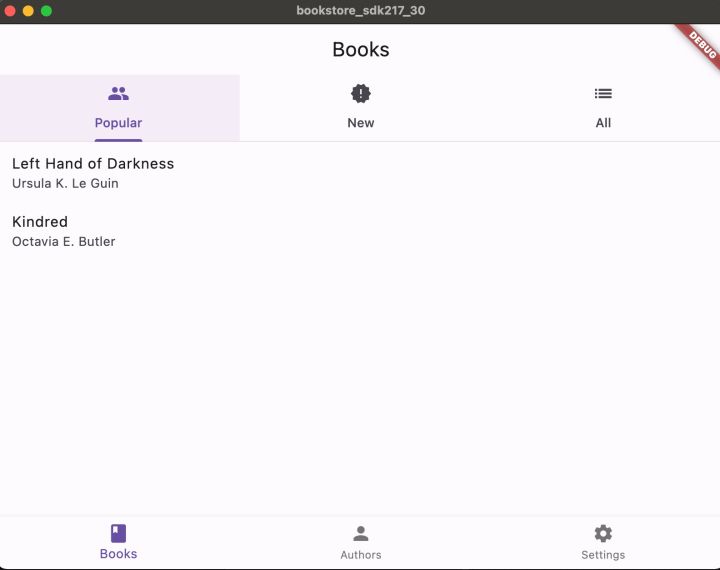 bookstore_sdk217_30
Books
DEBUG
Popular
New
All
Left Hand of Darkness
Ursula K. Le Guin
Kindred
Octavia E. Butler
Books
Authors
Settings